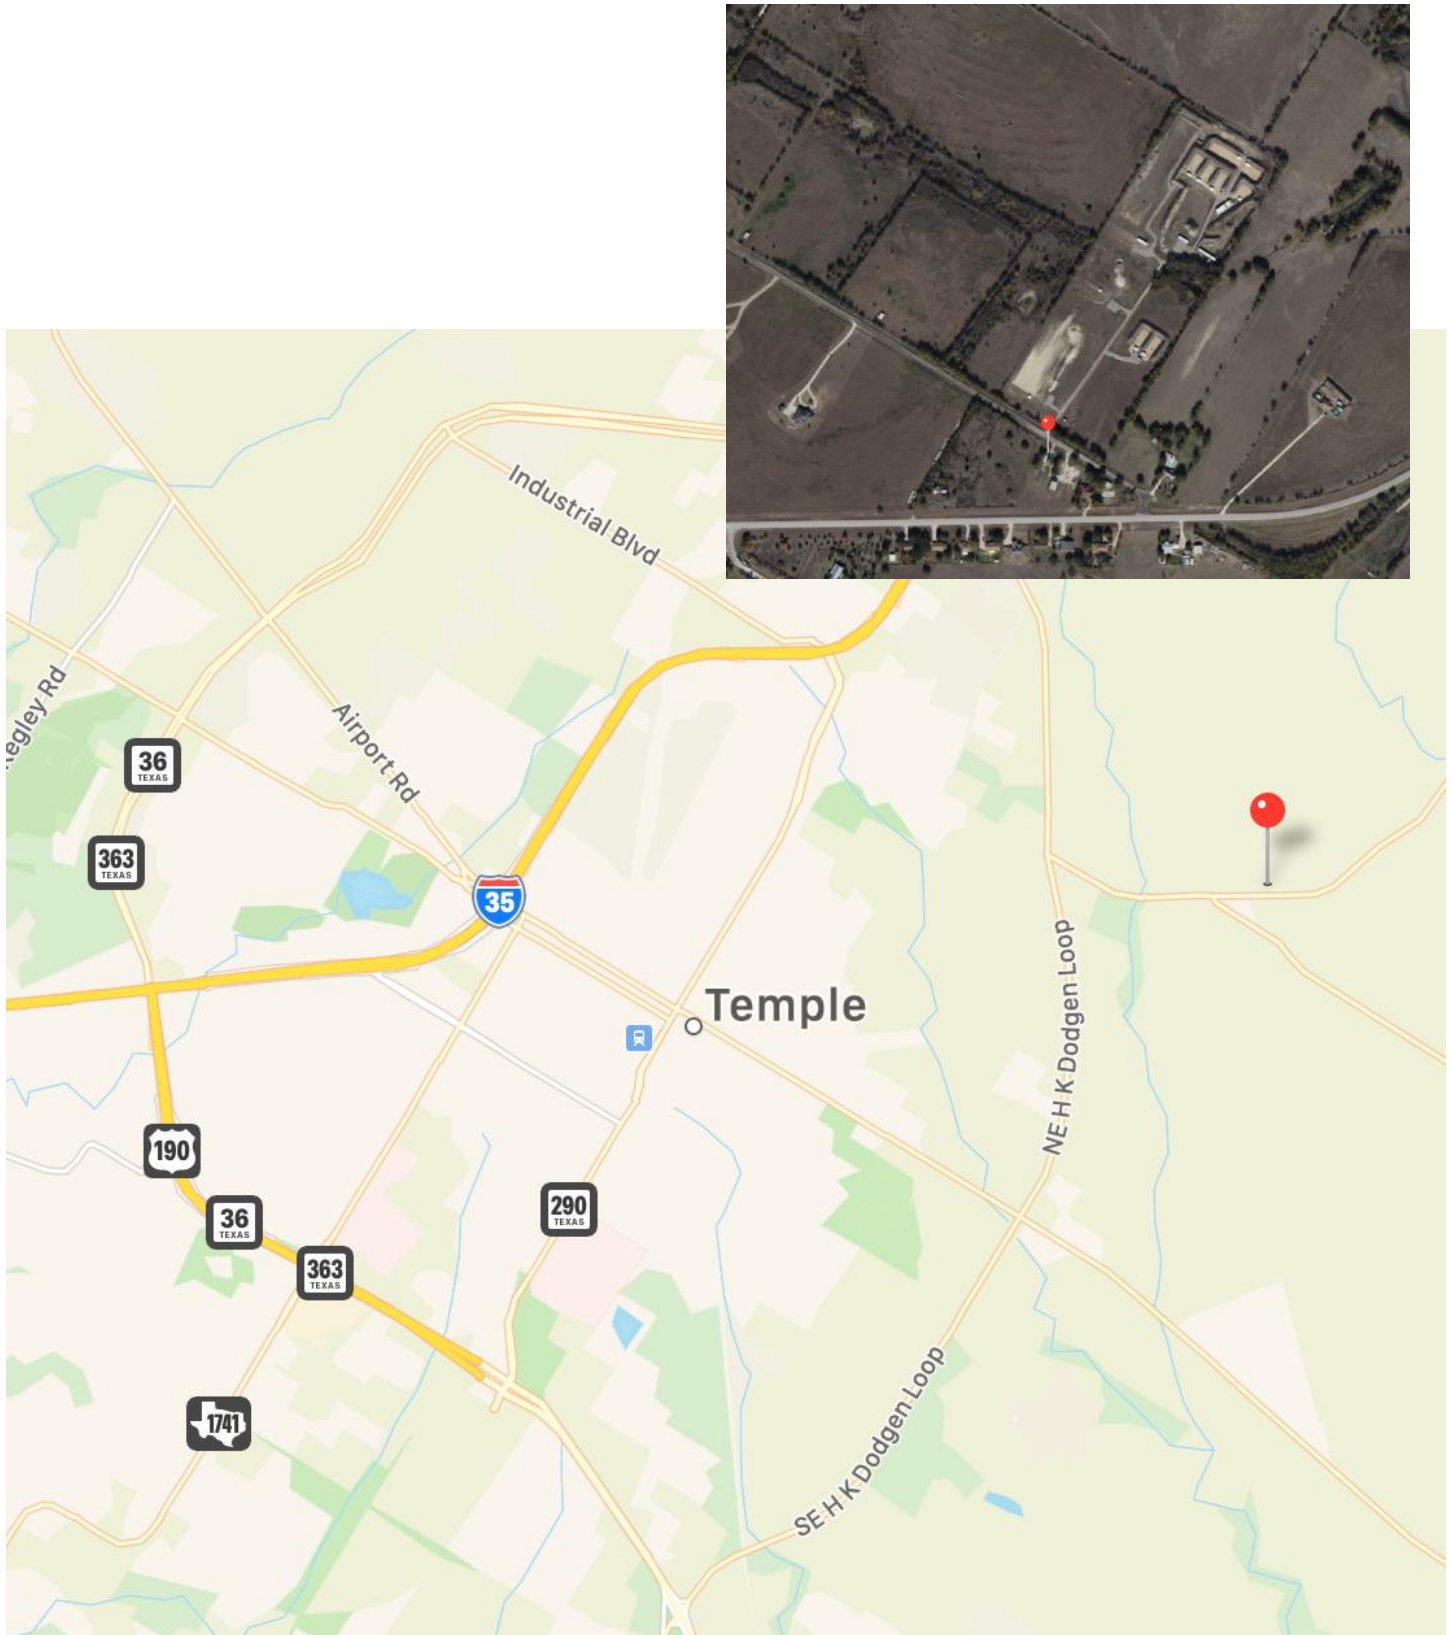 Industrial Blvd
egley Rd
Airport Rd
36
TEXAS
363
TEXAS
35
NE H K Dodgen Loop
Temple
190
36
TEXAS
290
TEXAS
363
TEXAS
1741
SE H K Dodgen Loop